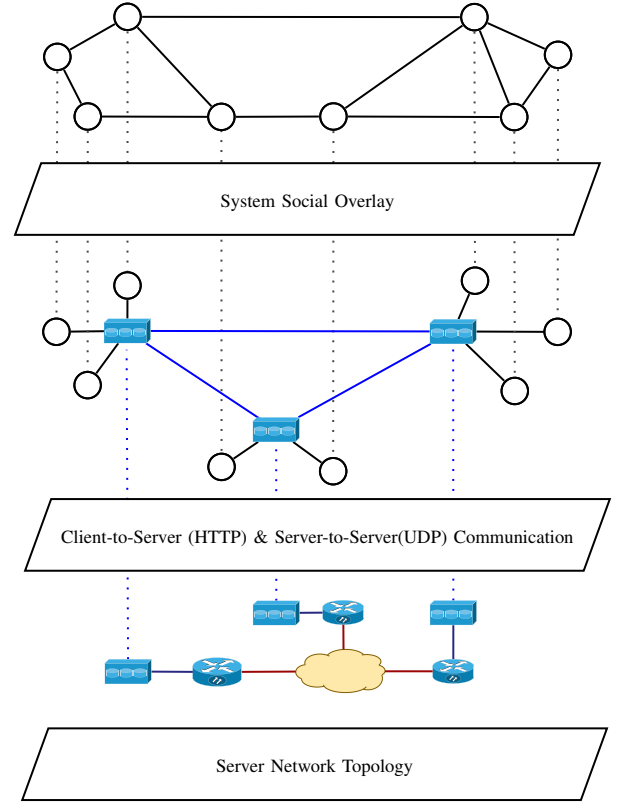 System Social Overlay
Client-to-Server (HTTP) & Server-to-Server(UDP) Communication
Server Network Topology